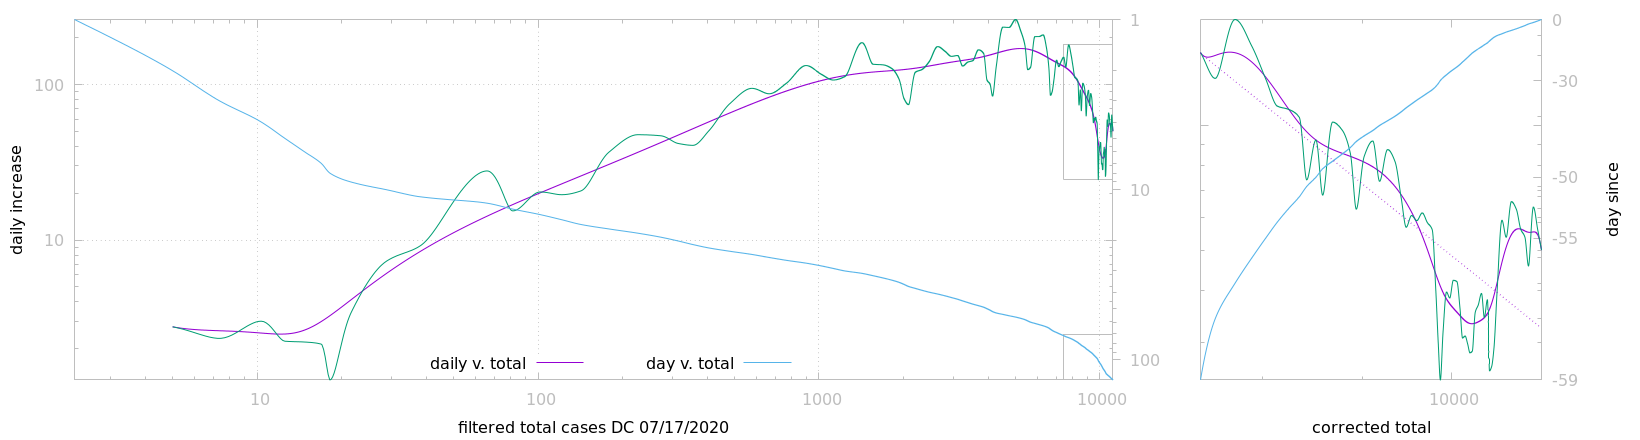 daily increase
100
10
daily v. total
day v. total
10
100
1000
10000
filtered total cases DC 07/17/2020
1
10
100
10000
corrected total
0
-30
-50
-55
-59
day since